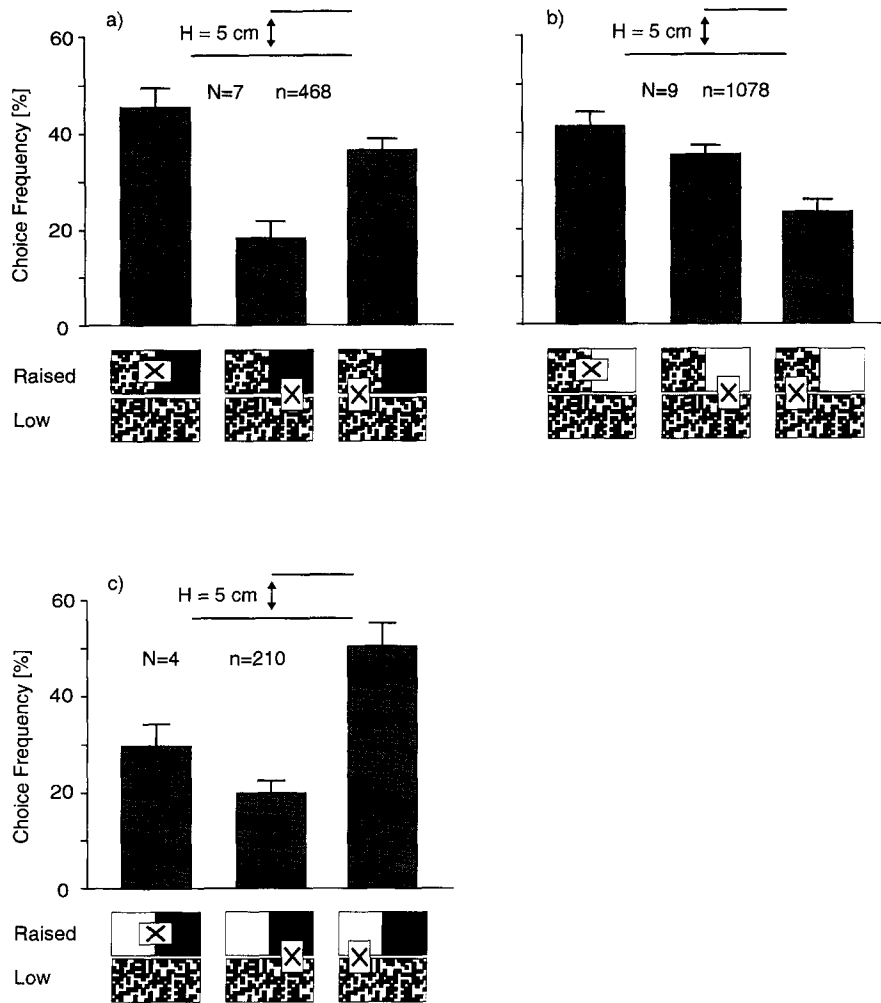 a)
H = 5 cm
N=7 n=468
Choice Frequency [%]
60
40
20
0
Raised
Low
b)
H = 5 cm
N=9 n=1078
c)
H = 5 cm
N=4 n=210
Choice Frequency [%]
60
40
20
0
Raised
Low